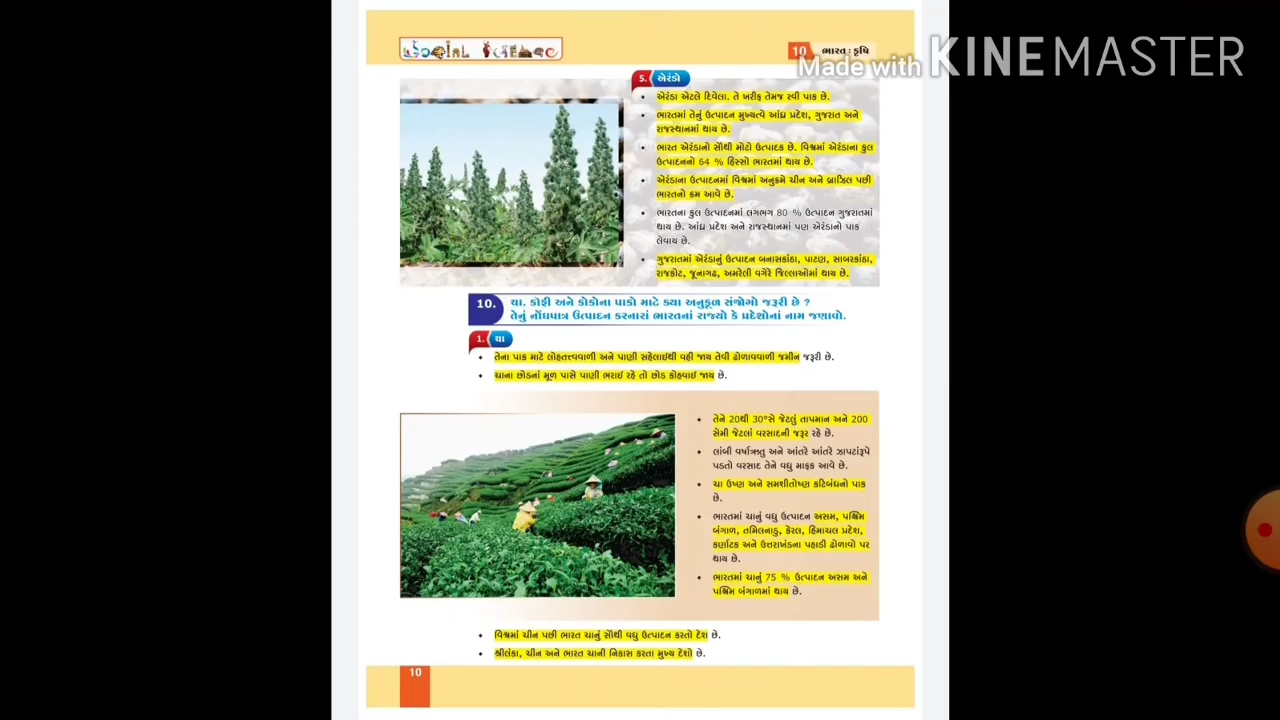 Social Science
10 ભારત : કૃષિ
Made with KINEMASTER
5. એરંડો
• એરંડા એટલે દિવેલા. તે ખરીફ તેમજ રવી પાક છે.
• ભારતમાં તેનું ઉત્પાદન મુખ્યત્વે આંધ્ર પ્રદેશ, ગુજરાત અને
રાજસ્થાનમાં થાય છે.
• ભારત એરંડાનો સૌથી મોટો ઉત્પાદક છે. વિશ્વમાં એરંડાના કુલ
ઉત્પાદનનો 64 % હિસ્સો ભારતમાં થાય છે.
• એરંડાના ઉત્પાદનમાં વિશ્વમાં અનુક્રમે ચીન અને બ્રાઝિલ પછી
ભારતનો ક્રમ આવે છે.
• ભારતના કુલ ઉત્પાદનમાં લગભગ 80 % ઉત્પાદન ગુજરાતમાં
થાય છે. આંધ્ર પ્રદેશ અને રાજસ્થાનમાં પણ એરંડાનો પાક
લેવાય છે.
• ગુજરાતમાં એરંડાનું ઉત્પાદન બનાસકાંઠા, પાટણ, સાબરકાંઠા,
રાજકોટ, જૂનાગઢ, અમરેલી વગેરે જિલ્લાઓમાં થાય છે.
10. ચા, કૉફી અને કોકોના પાકો માટે ક્યા અનુકૂળ સંજોગો જરૂરી છે ?
તેનું નોંધપાત્ર ઉત્પાદન કરનારાં ભારતનાં રાજ્યો કે પ્રદેશોનાં નામ જણાવો.
1. ચા
• તેના પાક માટે લોહતત્ત્વવાળી અને પાણી સહેલાઈથી વહી જાય તેવી ઢોળાવવાળી જમીન જરૂરી છે.
• ચાના છોડનાં મૂળ પાસે પાણી ભરાઈ રહે તો છોડ કોહવાઈ જાય છે.
• તેને 20થી 30°સે જેટલું તાપમાન અને 200
સેમી જેટલાં વરસાદની જરૂર રહે છે.
• લાંબી વર્ષાઋતુ અને આંતરે આંતરે ઝાપટાંરૂપે
પડતો વરસાદ તેને વધુ માફક આવે છે.
• ચા ઉષ્ણ અને સમશીતોષ્ણ કટિબંધનો પાક
છે.
• ભારતમાં ચાનું વધુ ઉત્પાદન અસમ, પશ્ચિમ
બંગાળ, તમિલનાડુ, કેરલ, હિમાચલ પ્રદેશ,
કર્ણાટક અને ઉત્તરાખંડના પહાડી ઢોળાવો પર
થાય છે.
• ભારતમાં ચાનું 75 % ઉત્પાદન અસમ અને
પશ્ચિમ બંગાળમાં થાય છે.
• વિશ્વમાં ચીન પછી ભારત ચાનું સૌથી વધુ ઉત્પાદન કરતો દેશ છે.
• શ્રીલંકા, ચીન અને ભારત ચાની નિકાસ કરતા મુખ્ય દેશો છે.
10